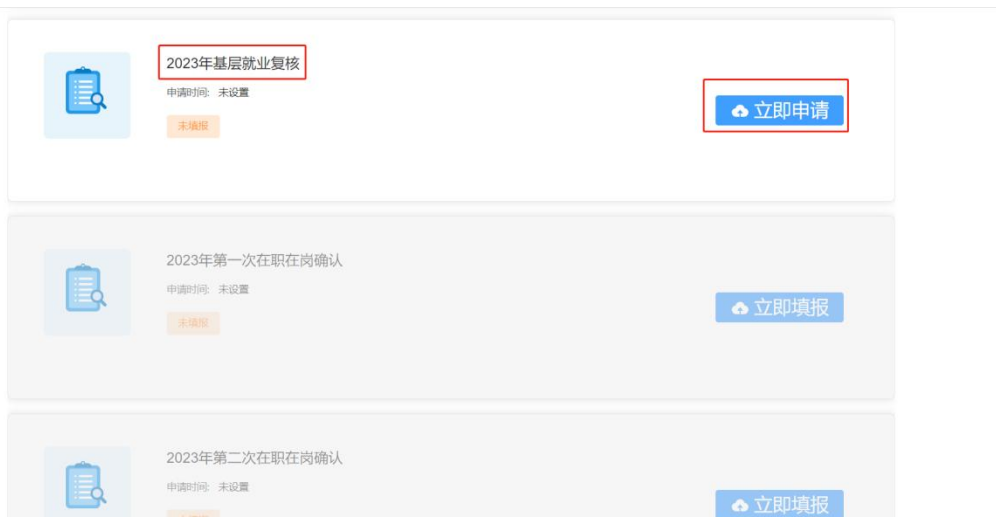 2023年基层就业复核
申请时间: 未设置
未填报
立即申请
2023年第一次在职在岗确认
申请时间: 未设置
未填报
立即填报
2023年第二次在职在岗确认
申请时间: 未设置
立即填报